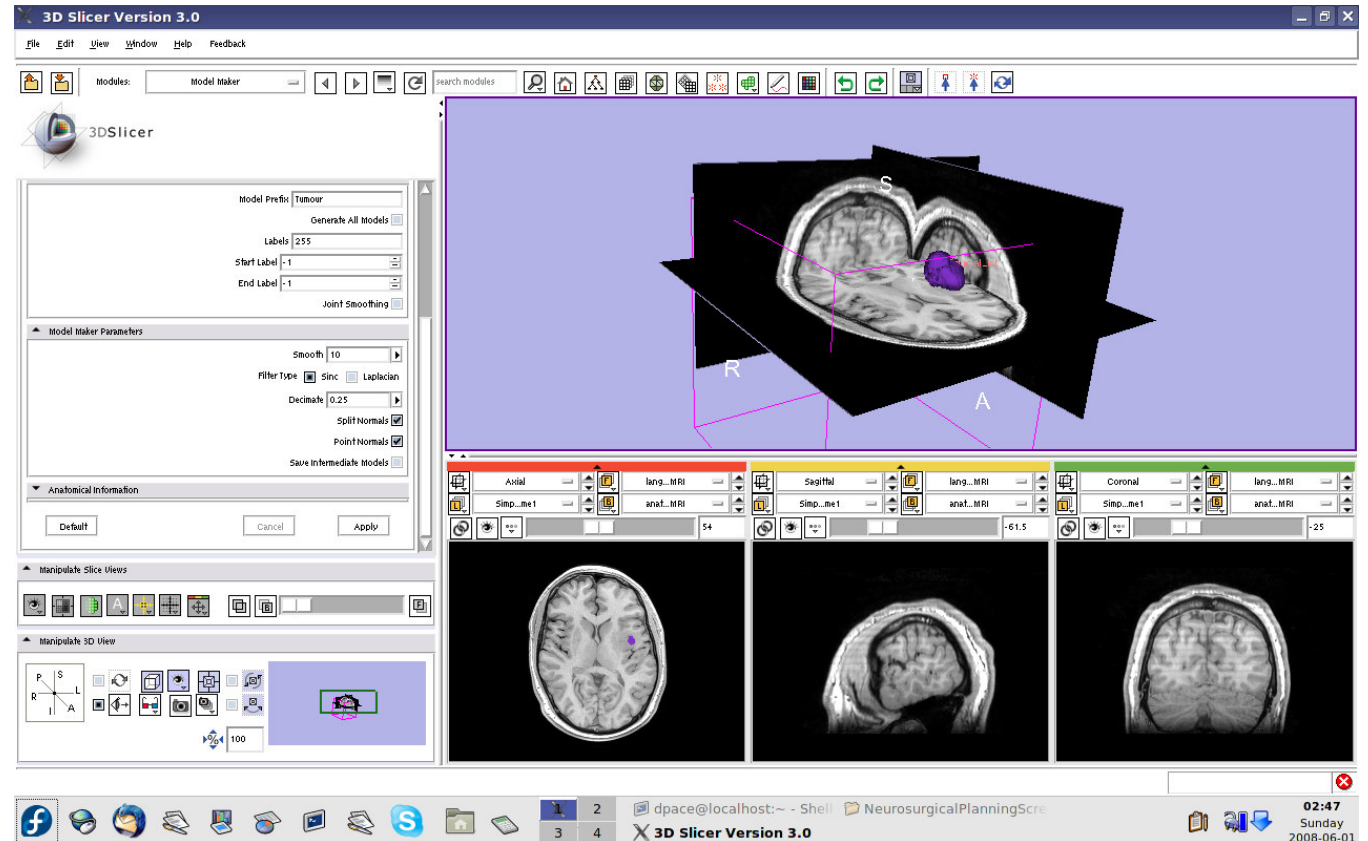 3D Slicer Version 3.0
File Edit View Window Help Feedback
Modules: Model Maker search modules
3DSlicer
Model Prefix Tumour
Generate All Models
Labels 255
Start Label -1
End Label -1
Joint Smoothing
Model Maker Parameters
Smooth 10
Filter Type Sinc Laplacian
Decimate 0.25
Split Normals
Point Normals
Save Intermediate Models
Anatomical Information
Default Cancel Apply
Manipulate Slice Views
Manipulate 3D View
P S
R L
I A
100
S
R
A
Axial lang...MRI
Simp...me1 anat...MRI
54
Sagittal lang...MRI
Simp...me1 anat...MRI
-61.5
Coronal lang...MRI
Simp...me1 anat...MRI
-25
1 2
3 4
dpace@localhost:~ - Shell
NeurosurgicalPlanningScre
3D Slicer Version 3.0
02:47
Sunday
2008-06-01